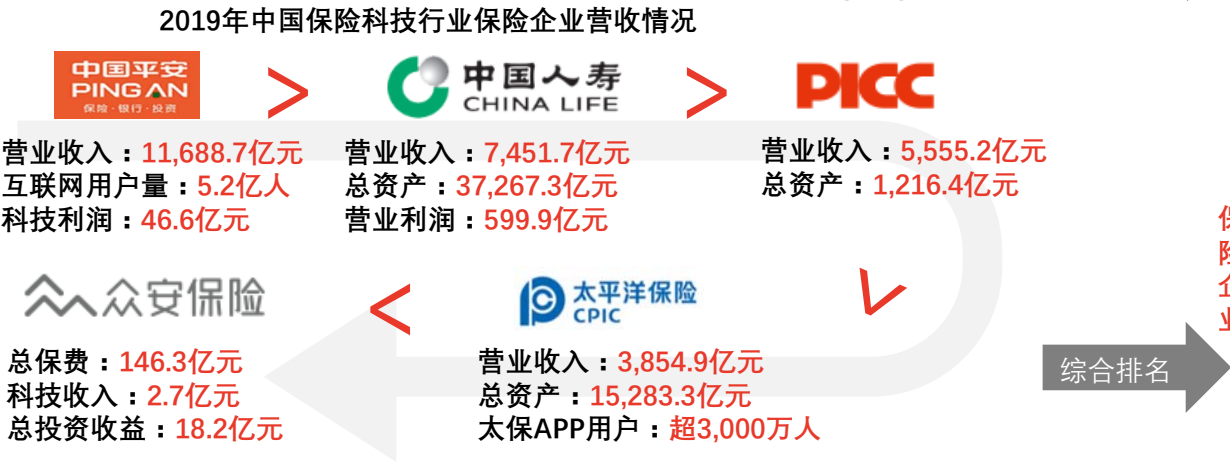 2019年中国保险科技行业保险企业营收情况
中国平安
PINGAN
保险·银行·投资
>
中国人寿
CHINA LIFE
>
PICC
营业收入：11,688.7亿元
互联网用户量：5.2亿人
科技利润：46.6亿元
营业收入：7,451.7亿元
总资产：37,267.3亿元
营业利润：599.9亿元
营业收入：5,555.2亿元
总资产：1,216.4亿元
>
太平洋保险
CPIC
<
众安保险
营业收入：3,854.9亿元
总资产：15,283.3亿元
太保APP用户：超3,000万人
总保费：146.3亿元
科技收入：2.7亿元
总投资收益：18.2亿元
综合排名
保
险
企
业